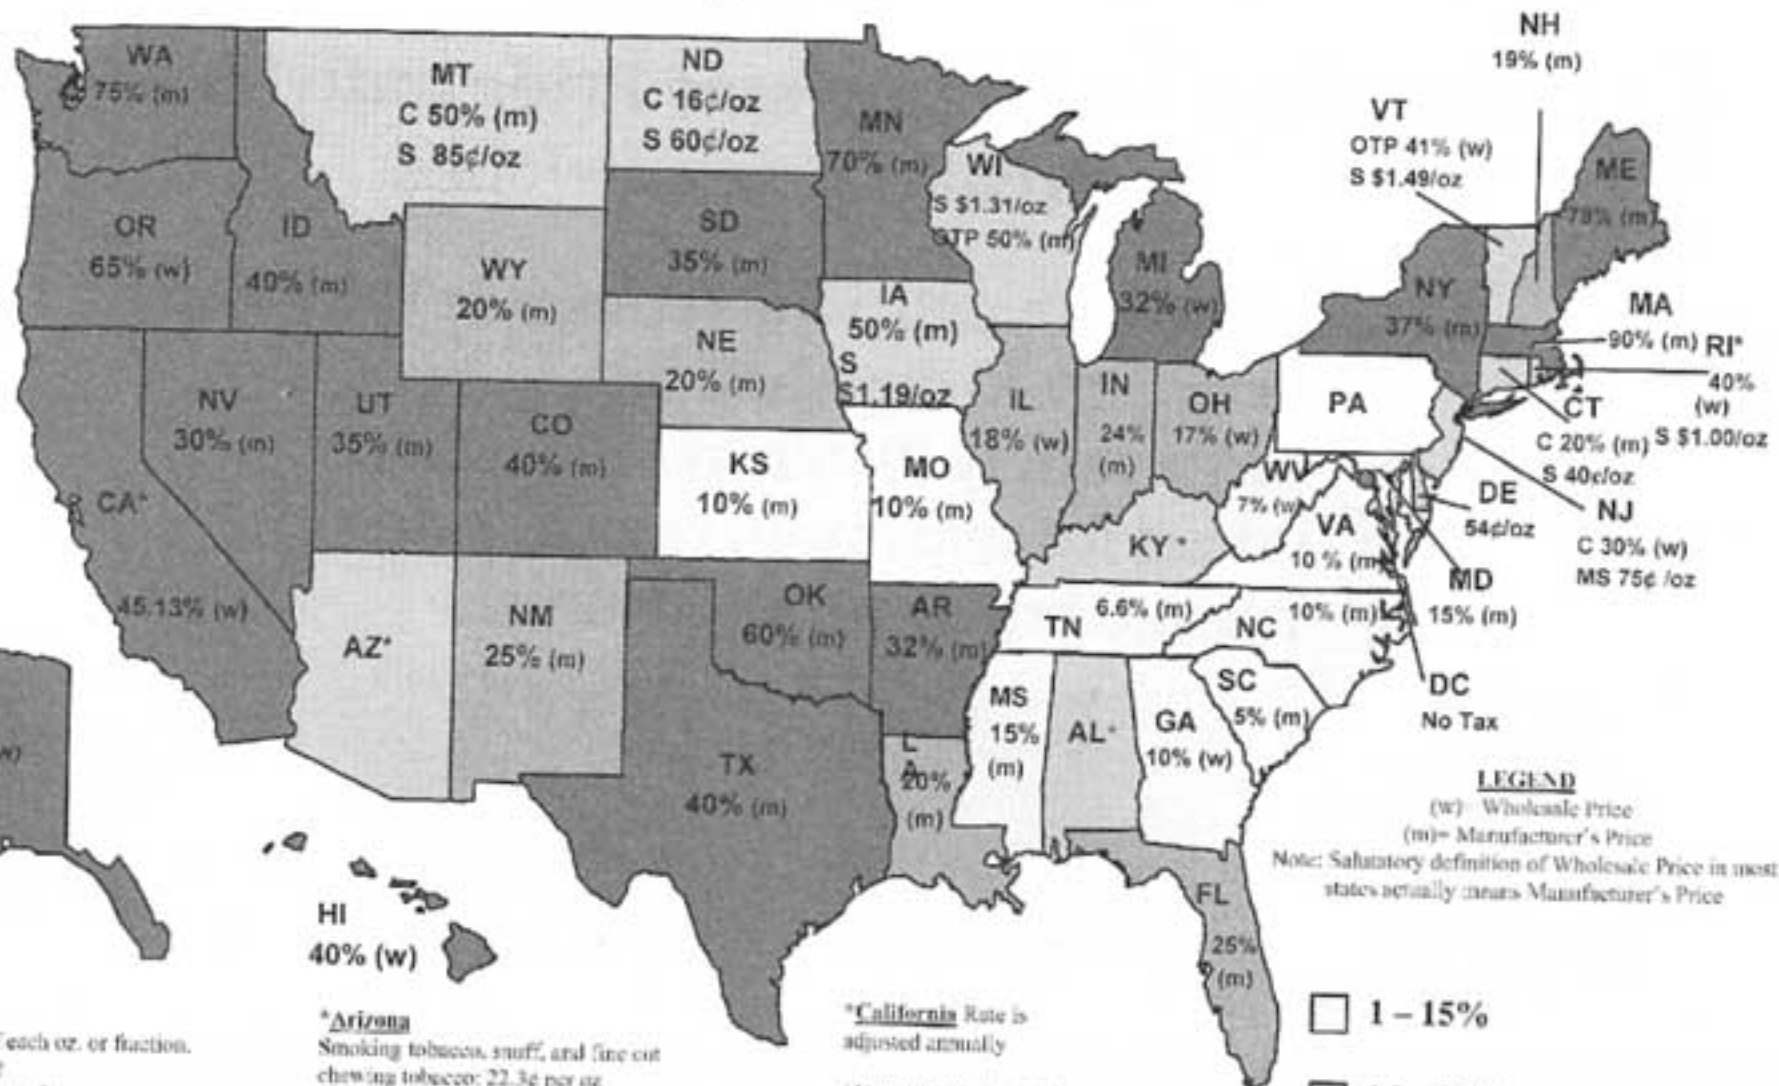 NH
19% (m)
WA
75% (m)
MT
C 50% (m)
S 85¢/oz
ND
C 16¢/oz
S 60¢/oz
MN
70% (m)
WI
S $1.31/oz
OTP 50% (m)
VT
OTP 41% (w)
S $1.49/oz
ME
78% (m)
OR
65% (w)
ID
40% (m)
WY
20% (m)
SD
35% (m)
MI
32% (w)
NY
37% (m)
MA
90% (m)
RI*
40%
(w)
S $1.00/oz
IA
50% (m)
S
$1.19/oz
NE
20% (m)
NV
30% (m)
UT
35% (m)
CO
40% (m)
IL
18% (w)
IN
24%
(m)
OH
17% (w)
PA
CT
C 20% (m)
S 40¢/oz
KS
10% (m)
MO
10% (m)
WV
7% (w)
VA
10 % (m)
DE
54¢/oz
NJ
C 30% (w)
MS 75¢ /oz
MD
15% (m)
CA*
45.13% (w)
KY *
AZ*
NM
25% (m)
OK
60% (m)
AR
32% (m)
TN
6.6% (m)
NC
10% (m)
DC
No Tax
MS
15%
(m)
AL*
GA
10% (w)
SC
5% (m)
L
A
20%
(m)
TX
40% (m)
FL
25%
(m)
w)
HI
40% (w)
LEGEND
(w) Wholesale Price
(m)= Manufacturer's Price
Note: Salutatory definition of Wholesale Price in most
states actually means Manufacturer's Price
1 – 15%
each oz. or fraction.
*Arizona
Smoking tobacco, snuff, and fine cut
chewing tobacco: 22.3¢ per oz
*California Rate is
adjusted annually